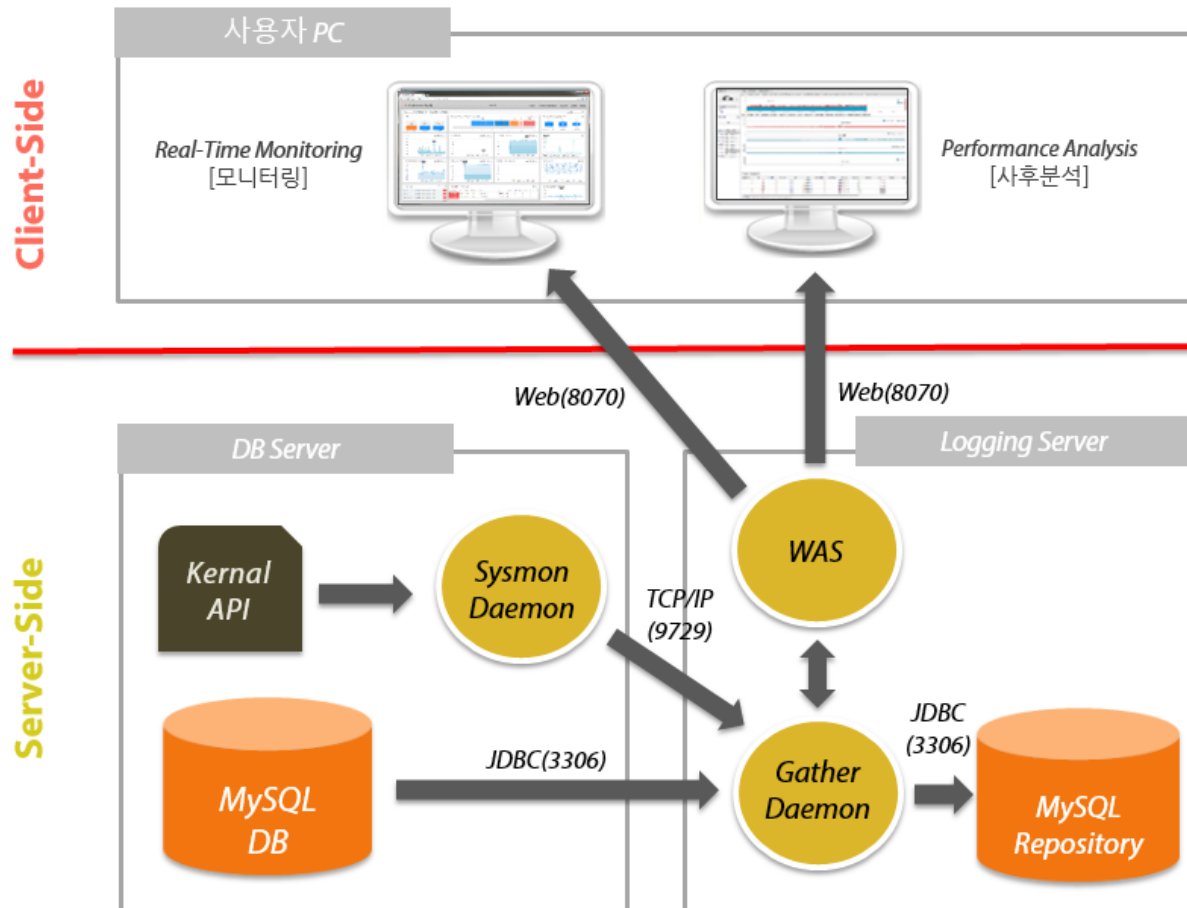 사용자 PC
Client-Side
Real-Time Monitoring
[모니터링]
Performance Analysis
[사후분석]
Web(8070)
Web(8070)
DB Server
Logging Server
Server-Side
Kernal
API
Sysmon
Daemon
WAS
TCP/IP
(9729)
MySQL
DB
JDBC(3306)
Gather
Daemon
JDBC
(3306)
MySQL
Repository